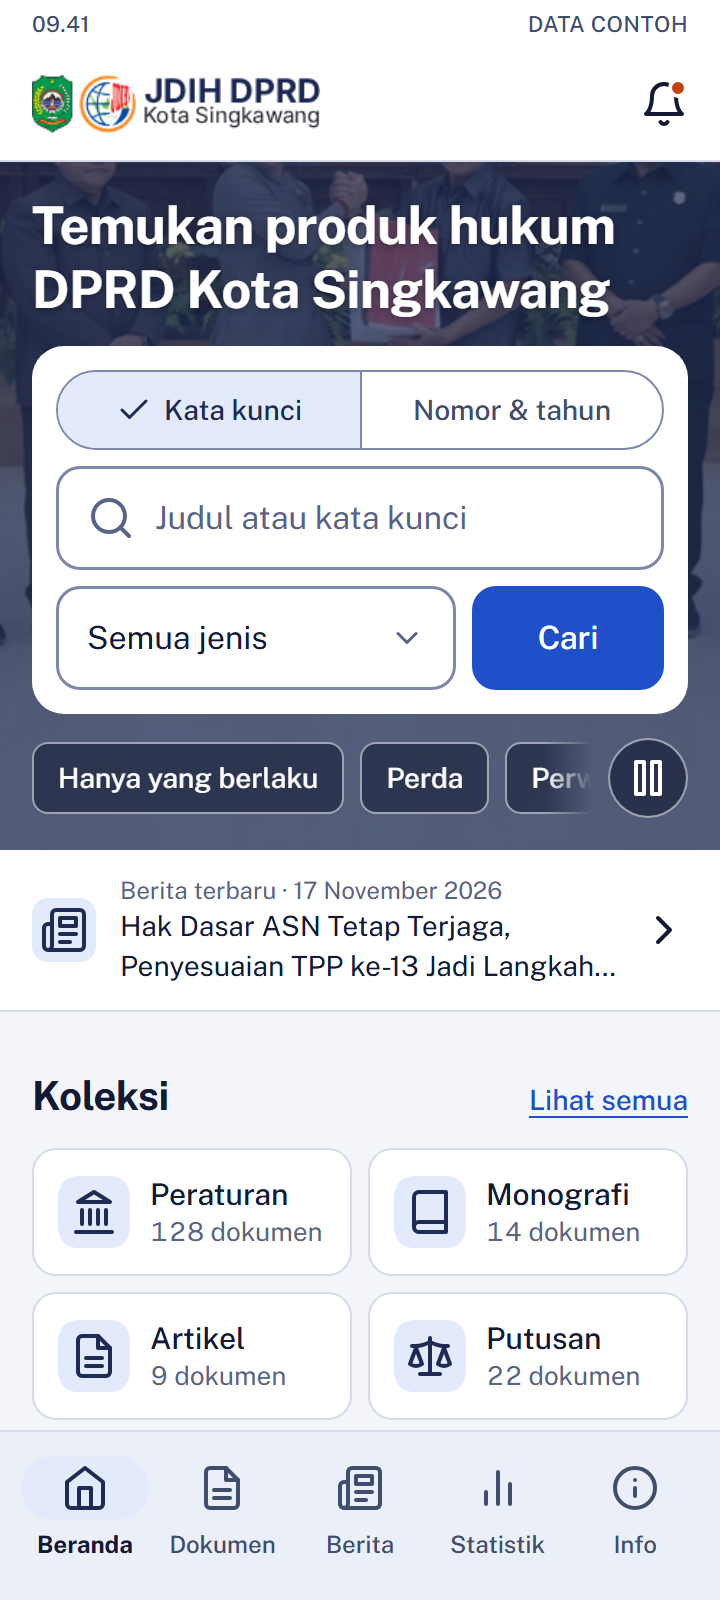 09.41
DATA CONTOH
JDIH DPRD
Kota Singkawang
Temukan produk hukum
DPRD Kota Singkawang
Kata kunci
Nomor & tahun
Judul atau kata kunci
Semua jenis
Cari
Hanya yang berlaku
Perda
Berita terbaru · 17 November 2026
Hak Dasar ASN Tetap Terjaga,
Penyesuaian TPP ke-13 Jadi Langkah...
Koleksi
Lihat semua
Peraturan
128 dokumen
Monografi
14 dokumen
Artikel
9 dokumen
Putusan
22 dokumen
Beranda
Dokumen
Berita
Statistik
Info